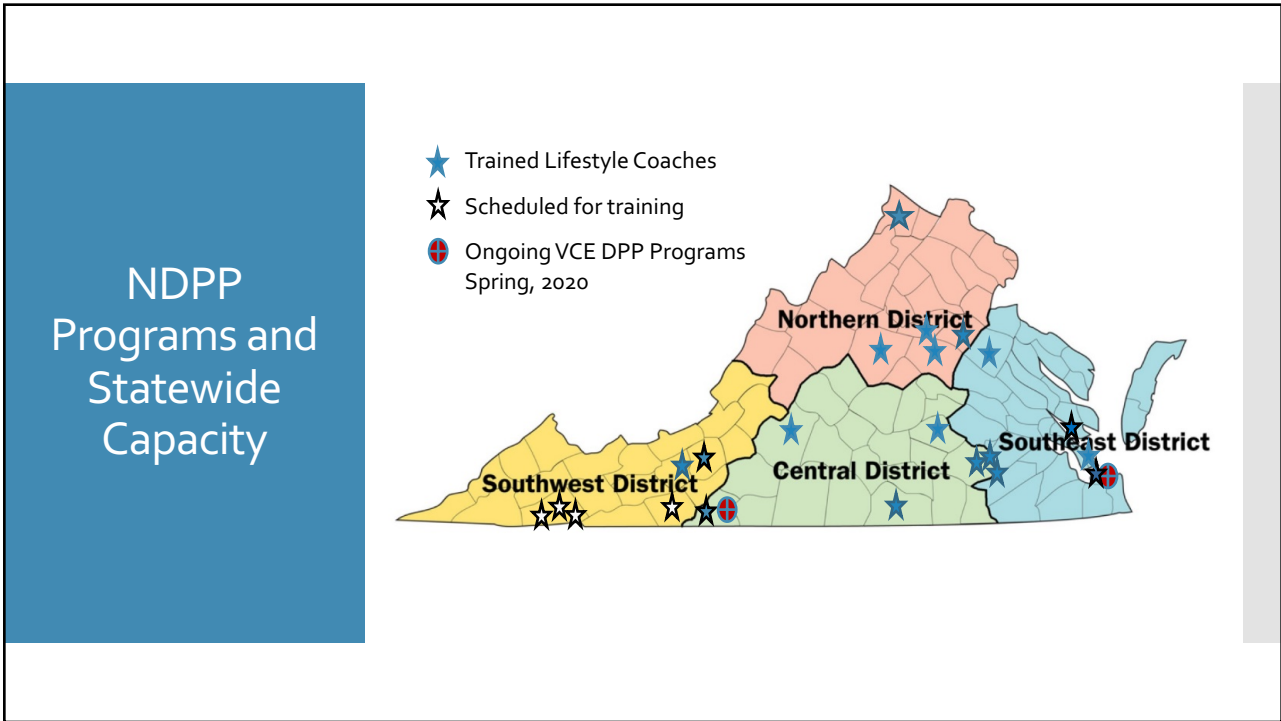 NDPP
Programs and
Statewide
Capacity
Trained Lifestyle Coaches
Scheduled for training
Ongoing VCE DPP Programs
Spring, 2020
Northern District
Southeast District
Central District
Southwest District